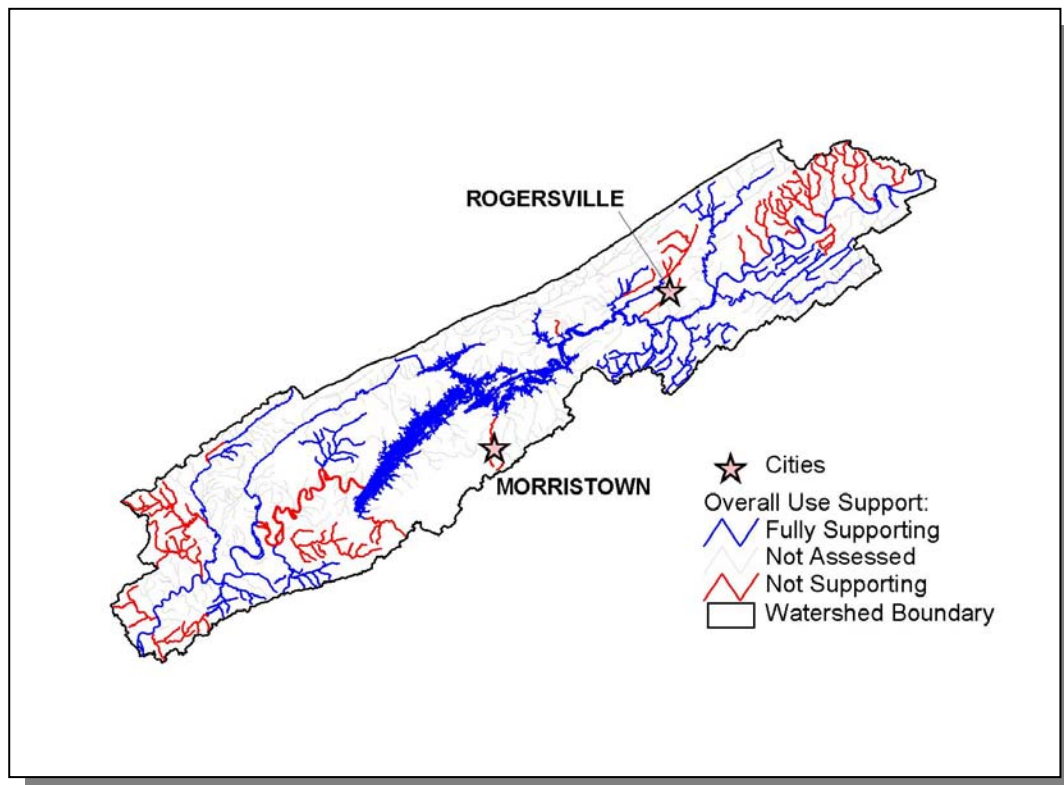 ROGERSVILLE
MORRISTOWN
Cities
Overall Use Support:
Fully Supporting
Not Assessed
Not Supporting
Watershed Boundary